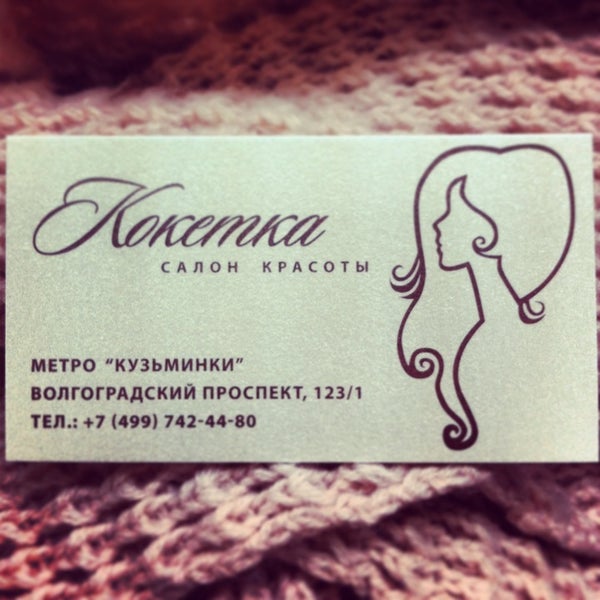 Кокетка
САЛОН КРАСОТЫ
МЕТРО "КУЗЬМИНКИ"
ВОЛГОГРАДСКИЙ ПРОСПЕКТ, 123/1
ТЕЛ.: +7 (499) 742-44-80